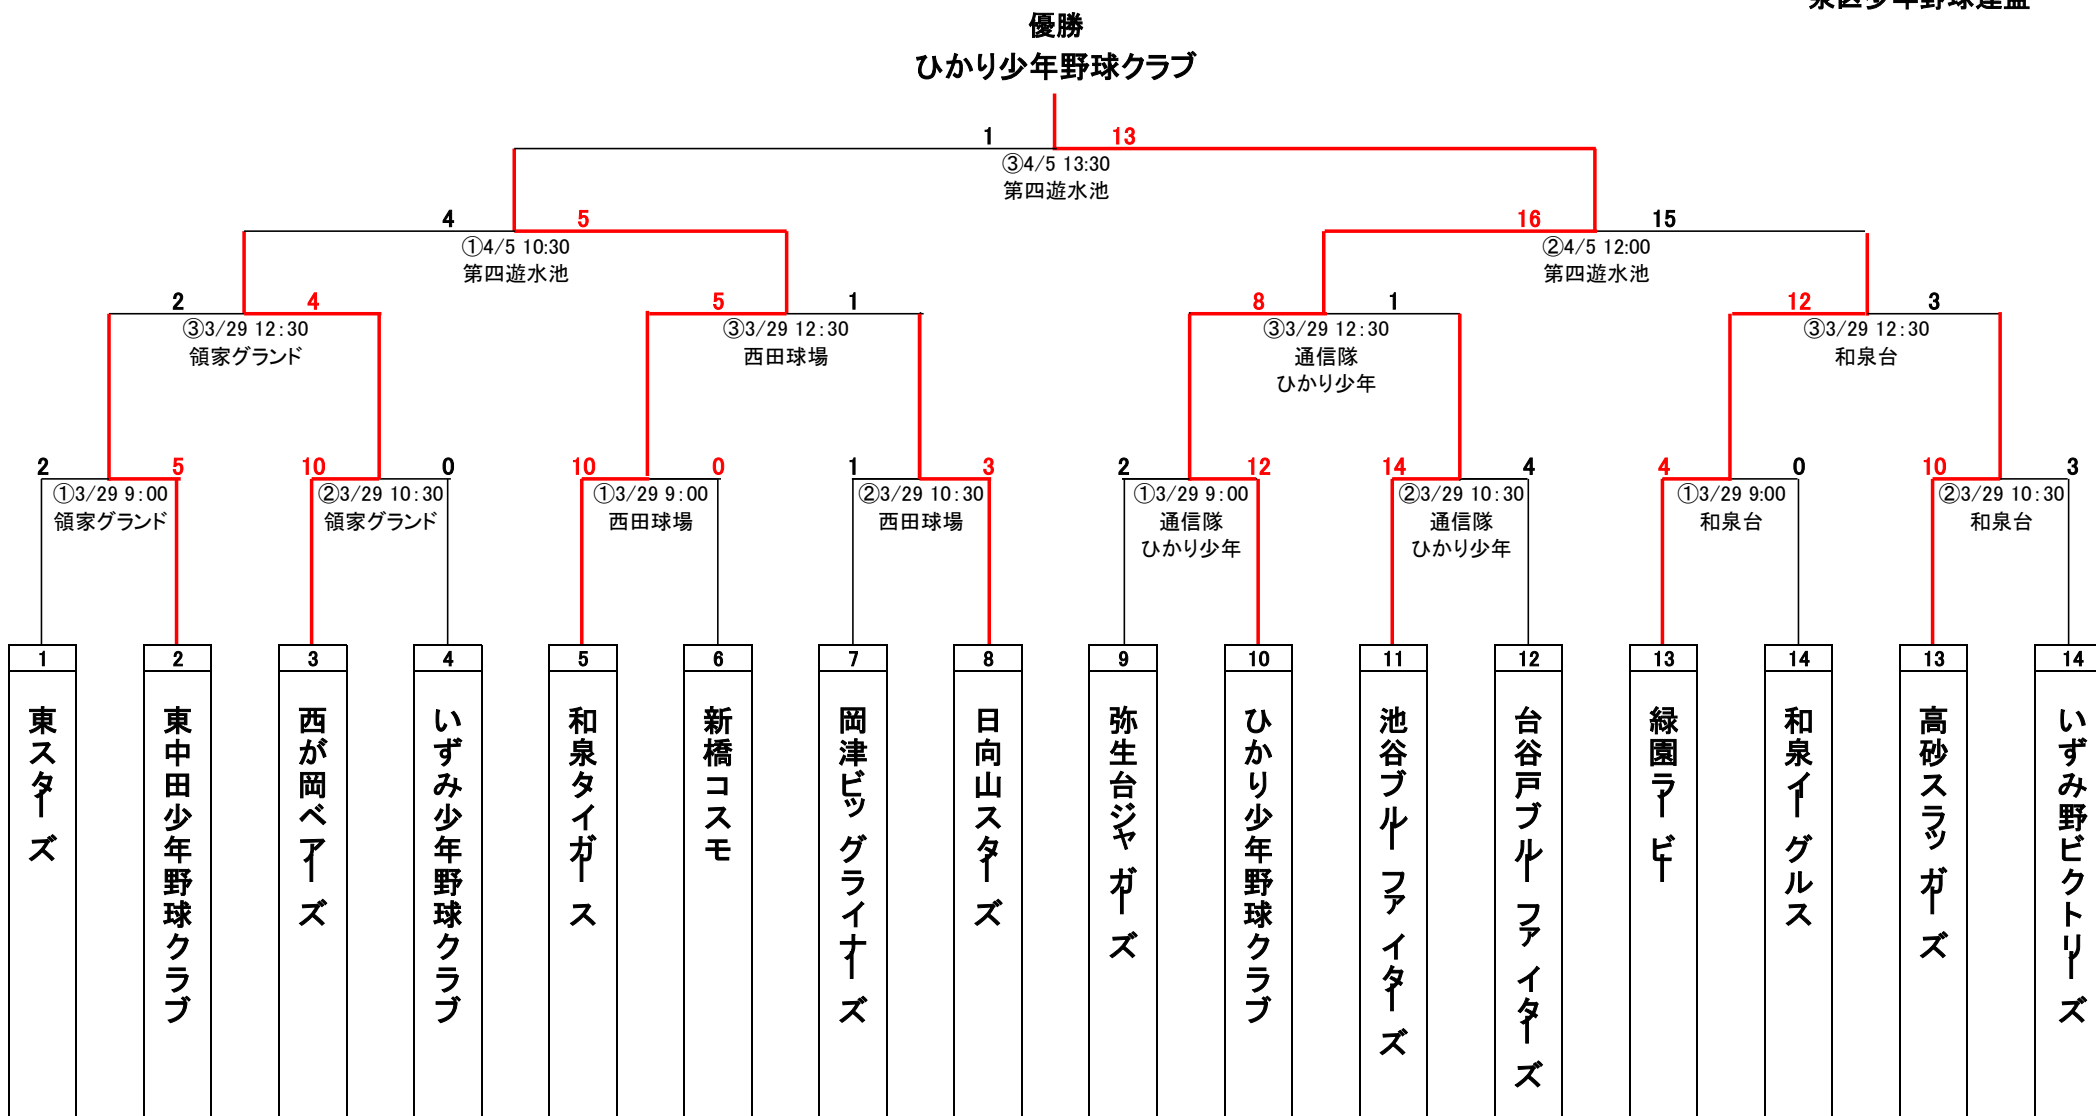 泉区少年野球連盟
優勝
ひかり少年野球クラブ
1 13
③4/5 13:30
第四遊水池
4 5 16 15
①4/5 10:30 ②4/5 12:00
第四遊水池 第四遊水池
2 4 5 1 8 1 12 3
③3/29 12:30 ③3/29 12:30 ③3/29 12:30 ③3/29 12:30
領家グランド 西田球場 通信隊 和泉台
ひかり少年
2 5 10 0 10 0 1 3 2 12 14 4 4 0 10 3
①3/29 9:00 ②3/29 10:30 ①3/29 9:00 ②3/29 10:30 ①3/29 9:00 ②3/29 10:30 ①3/29 9:00 ②3/29 10:30
領家グランド 領家グランド 西田球場 西田球場 通信隊 通信隊 和泉台 和泉台
ひかり少年 ひかり少年
1 2 3 4 5 6 7 8 9 10 11 12 13 14 13 14
東スターズ
東中田少年野球クラブ
西が岡ベアーズ
いずみ少年野球クラブ
和泉タイガース
新橋コスモ
岡津ビッグライナーズ
日向山スターズ
弥生台ジャガーズ
ひかり少年野球クラブ
池谷ブルーファイターズ
台谷戸ブルーファイターズ
緑園ラービー
和泉イーグルス
高砂スラッガーズ
いずみ野ビクトリーズ